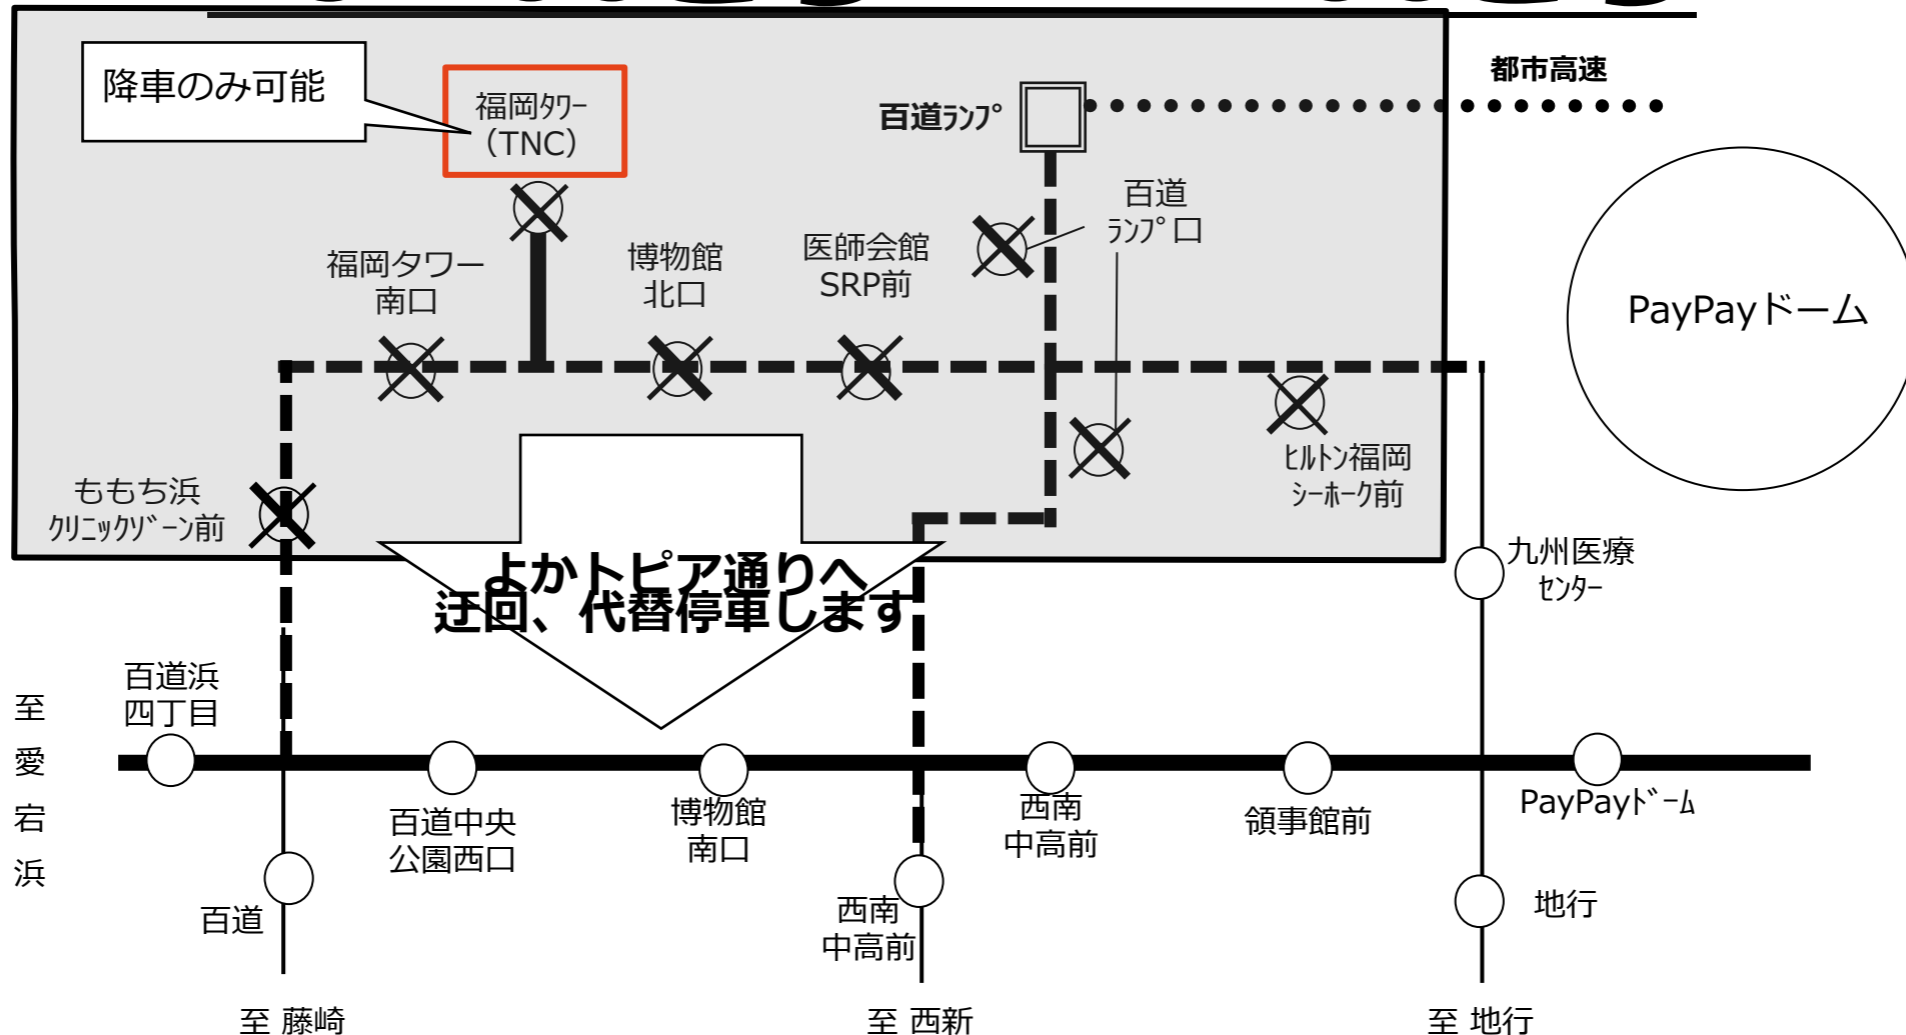 都市高速
降車のみ可能
福岡ﾀﾜｰ
（TNC）
百道ﾗﾝﾌﾟ
百道
ﾗﾝﾌﾟ口
福岡タワー
南口
博物館
北口
医師会館
SRP前
PayPayドーム
ももち浜
ｸﾘﾆｯｸｿﾞｰﾝ前
ﾋﾙﾄﾝ福岡
ｼｰﾎｰｸ前
よかトピア通りへ
迂回、代替停車します
九州医療
ｾﾝﾀｰ
至愛宕浜
百道浜
四丁目
百道中央
公園西口
博物館
南口
西南
中高前
領事館前
PayPayﾄﾞｰﾑ
百道
西南
中高前
地行
至 藤崎
至 西新
至 地行